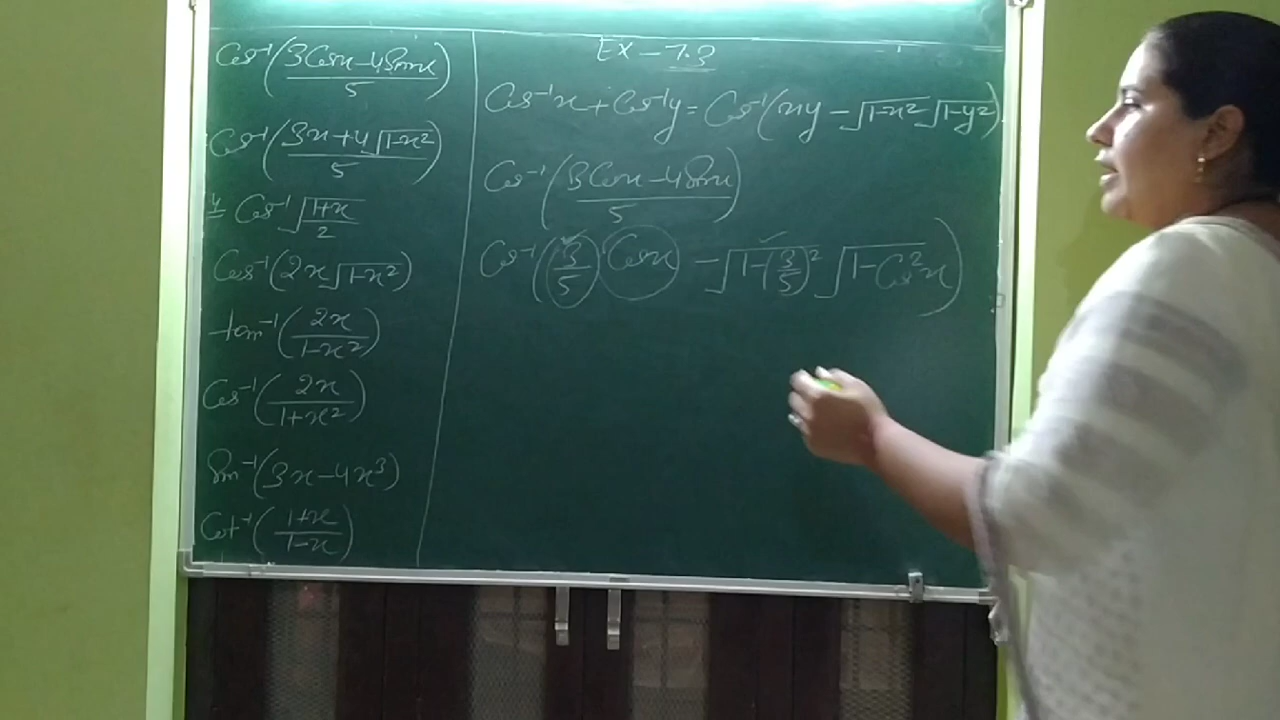 Cos⁻¹(3Cosx-4Sinx/5)
Cos⁻¹(3x+4√1-x²/5)
Cos⁻¹√1+x/2
Cos⁻¹(2x√1-x²)
tan⁻¹(2x/1-x²)
Cos⁻¹(2x/1+x²)
Sin⁻¹(3x-4x³)
Cot⁻¹(1+x/1-x)
EX - 7.3
Cos⁻¹x + Cos⁻¹y = Cos⁻¹(xy - √1-x² √1-y²)
Cos⁻¹(3Cosx-4Sinx/5)
Cos⁻¹((3/5) Cosx - √1-(3/5)² √1-Cos²x)